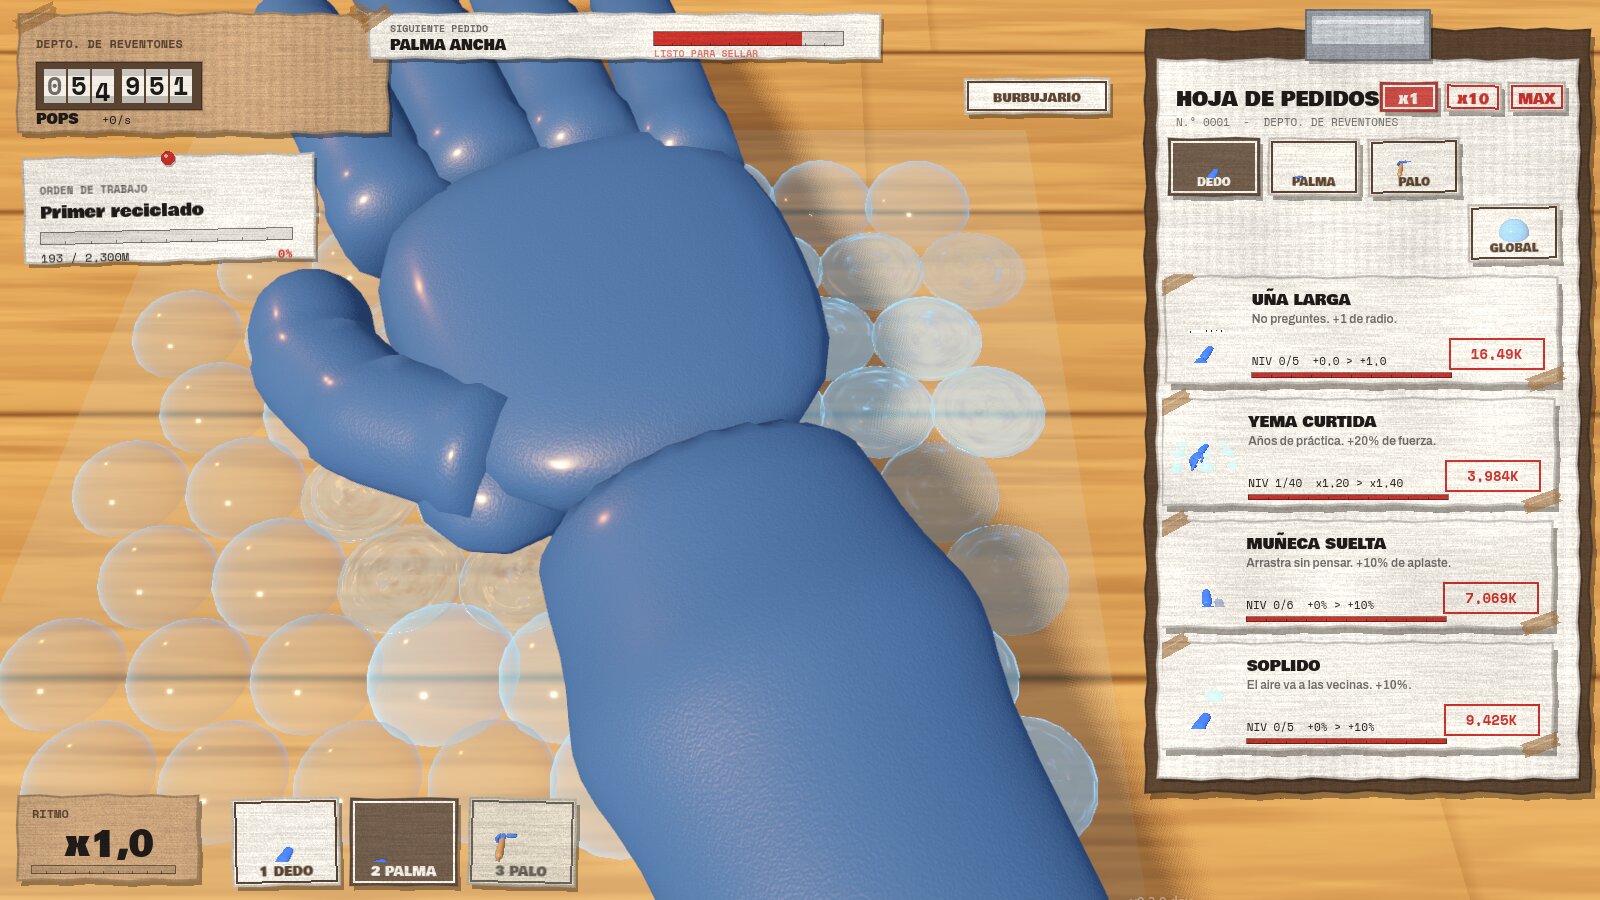 DEPTO. DE REVENTONES
054 951
POPS +0/s
SIGUIENTE PEDIDO
PALMA ANCHA
LISTO PARA SELLAR
BURBUJARIO
ORDEN DE TRABAJO
Primer reciclado
193 / 2,300M 0%
HOJA DE PEDIDOS x1 x10 MAX
N.° 0001 - DEPTO. DE REVENTONES
DEDO PALMA PALO
GLOBAL
UÑA LARGA
No preguntes. +1 de radio.
NIV 0/5 +0,0 > +1,0 16,49K
YEMA CURTIDA
Años de práctica. +20% de fuerza.
NIV 1/40 x1,20 > x1,40 3,984K
MUÑECA SUELTA
Arrastra sin pensar. +10% de aplaste.
NIV 0/6 +0% > +10% 7,069K
SOPLIDO
El aire va a las vecinas. +10%.
NIV 0/5 +0% > +10% 9,425K
RITMO
x1,0
1 DEDO 2 PALMA 3 PALO